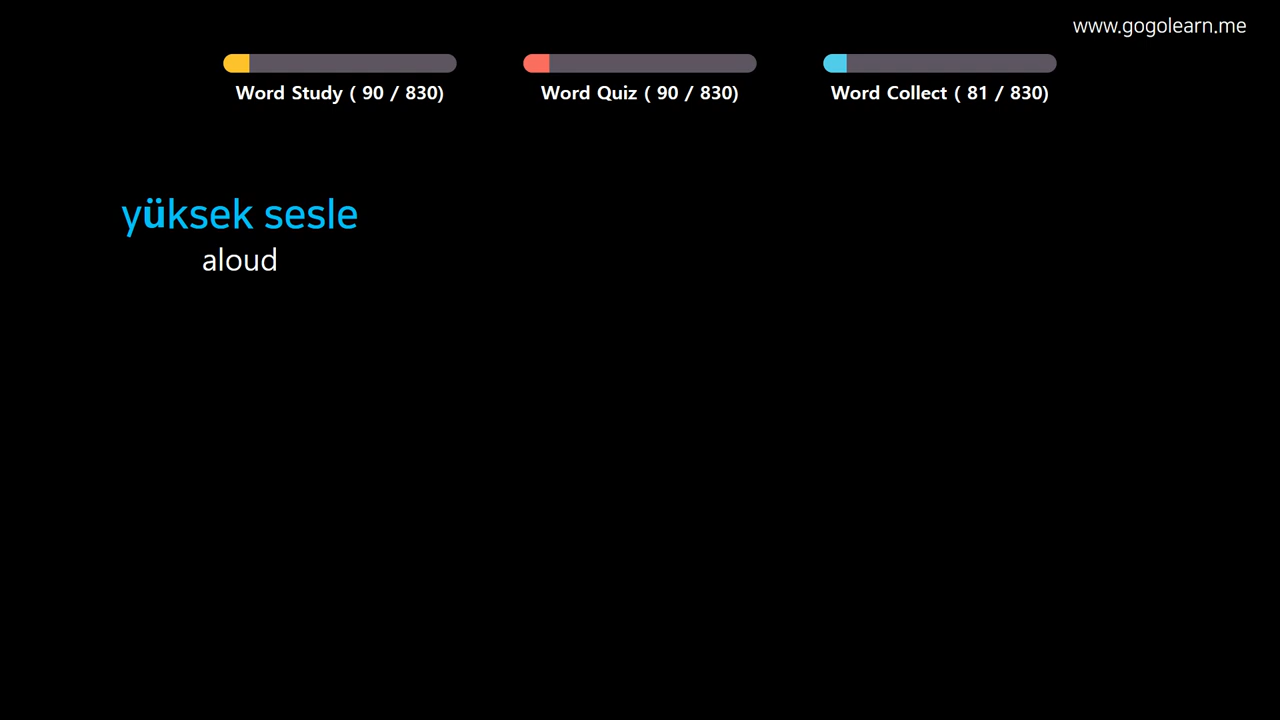 www.gogolearn.me
Word Study ( 90 / 830)
Word Quiz ( 90 / 830)
Word Collect ( 81 / 830)
yüksek sesle
aloud